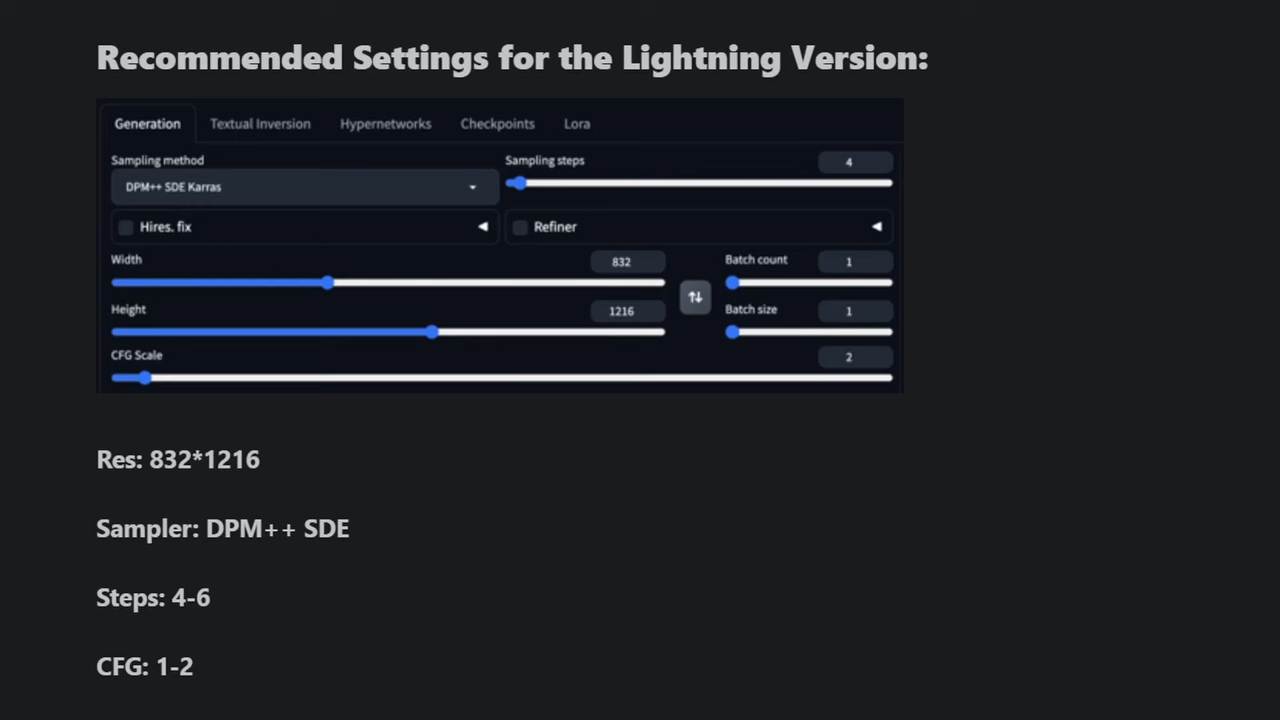 Recommended Settings for the Lightning Version:
Generation Textual Inversion Hypernetworks Checkpoints Lora
Sampling method Sampling steps 4
DPM++ SDE Karras
Hires. fix Refiner
Width 832 Batch count 1
Height 1216 Batch size 1
CFG Scale 2
Res: 832*1216
Sampler: DPM++ SDE
Steps: 4-6
CFG: 1-2